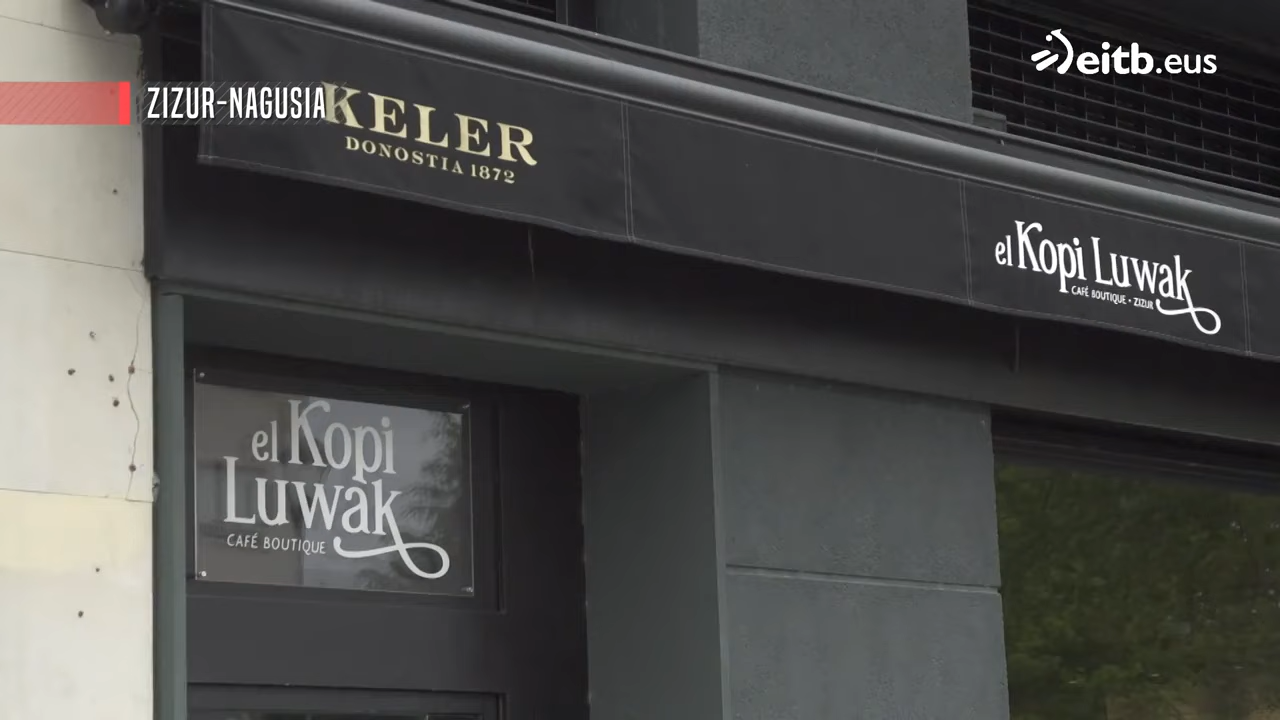 eitb.eus
ZIZUR-NAGUSIA
KELER
DONOSTIA 1872
el Kopi Luwak
CAFÉ BOUTIQUE • ZIZUR
el Kopi
Luwak
CAFÉ BOUTIQUE